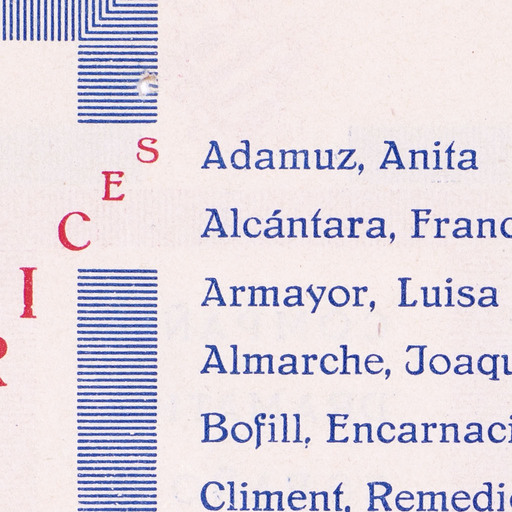 S
E
C
I
R
Adamuz, Anita
Alcántara, Franc
Armayor, Luisa
Almarche, Joaqu
Bofill, Encarnaci
Climent, Remedi